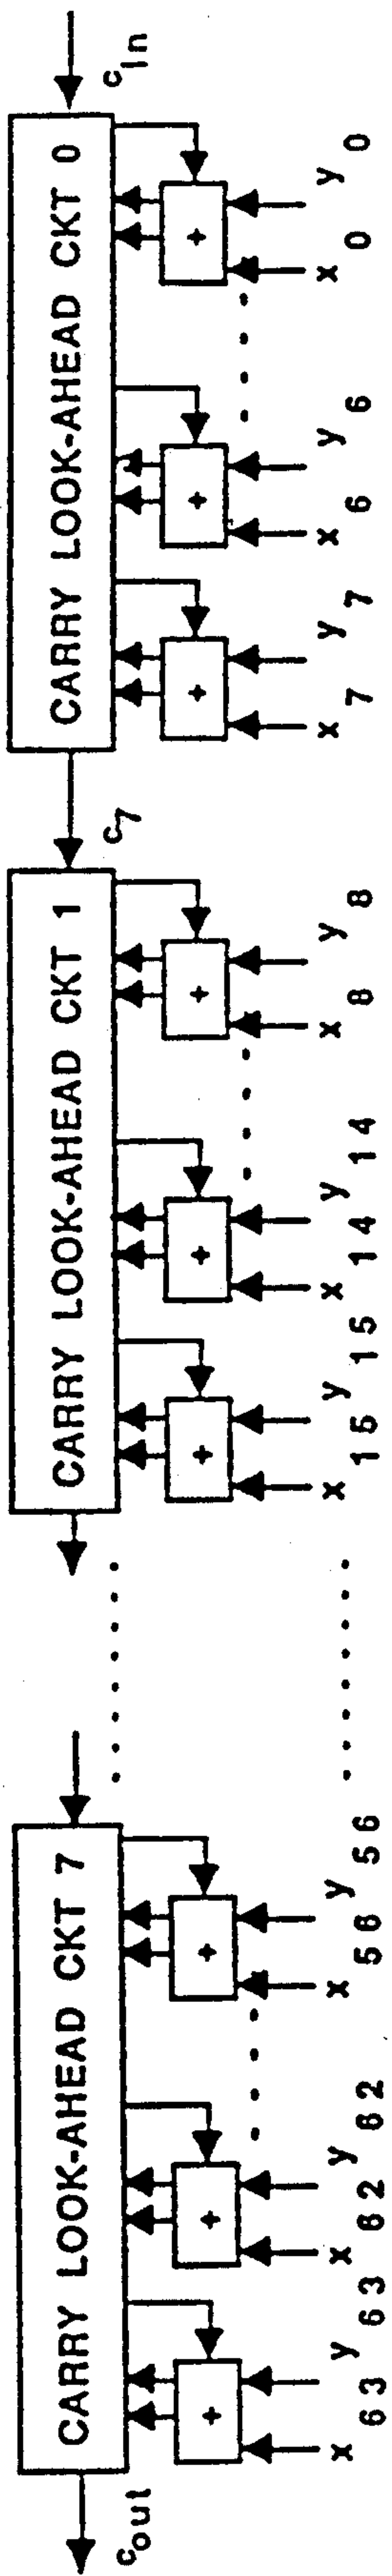 CARRY LOOK-AHEAD CKT 7 CARRY LOOK-AHEAD CKT 1 CARRY LOOK-AHEAD CKT 0
c_out c_7 c_in
+ + + + + + + + +
x y x y x y x y x y x y x y x y x y
63 63 62 62 56 56 15 15 14 14 8 8 7 7 6 6 0 0